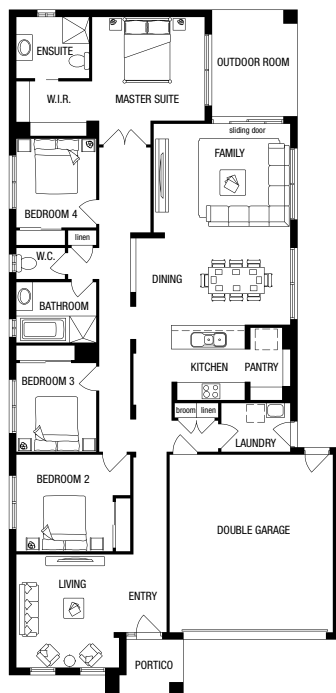 ENSUITE
OUTDOOR ROOM
W.I.R.
MASTER SUITE
sliding door
FAMILY
BEDROOM 4
linen
W.C.
DINING
BATHROOM
KITCHEN
PANTRY
BEDROOM 3
broom
linen
LAUNDRY
BEDROOM 2
DOUBLE GARAGE
LIVING
ENTRY
PORTICO